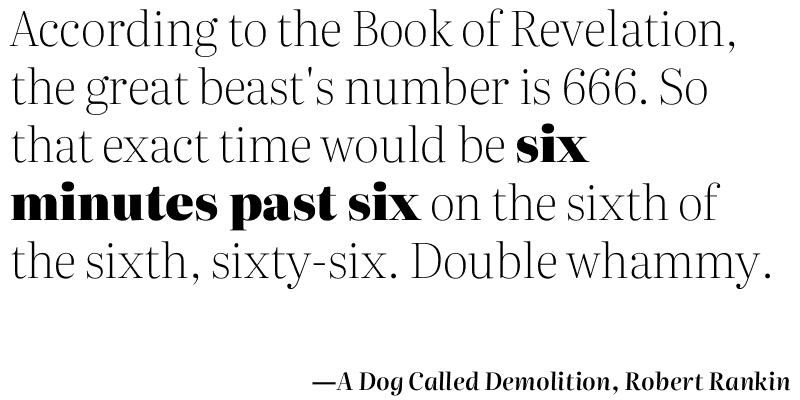 According to the Book of Revelation,
the great beast's number is 666. So
that exact time would be six
minutes past six on the sixth of
the sixth, sixty-six. Double whammy.
—A Dog Called Demolition, Robert Rankin